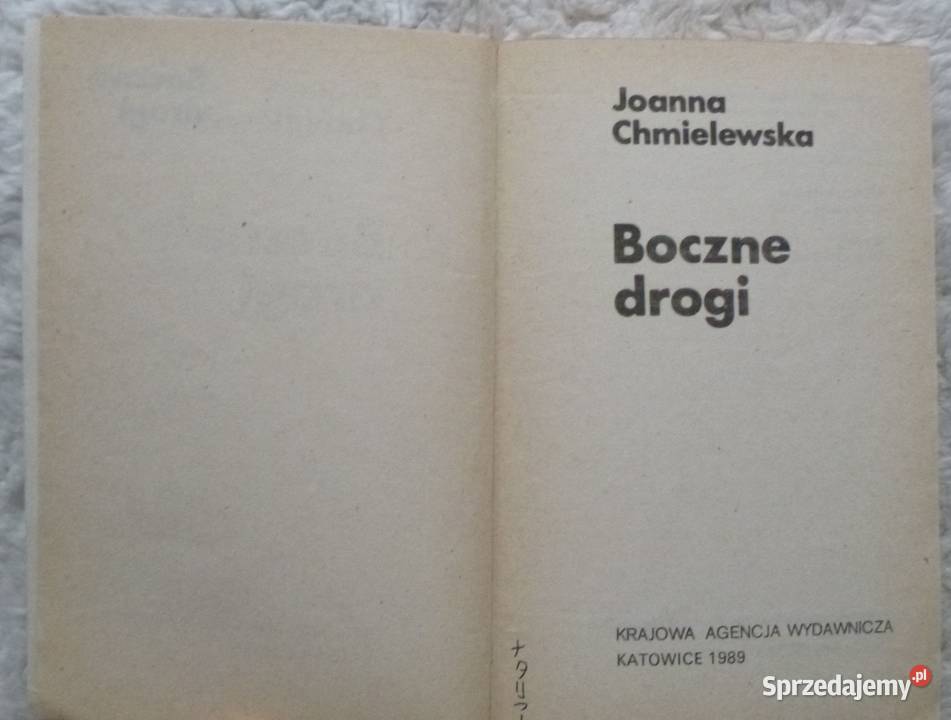 Joanna
Chmielewska
Boczne
drogi
KRAJOWA AGENCJA WYDAWNICZA
KATOWICE 1989
Sprzedajemy.pl